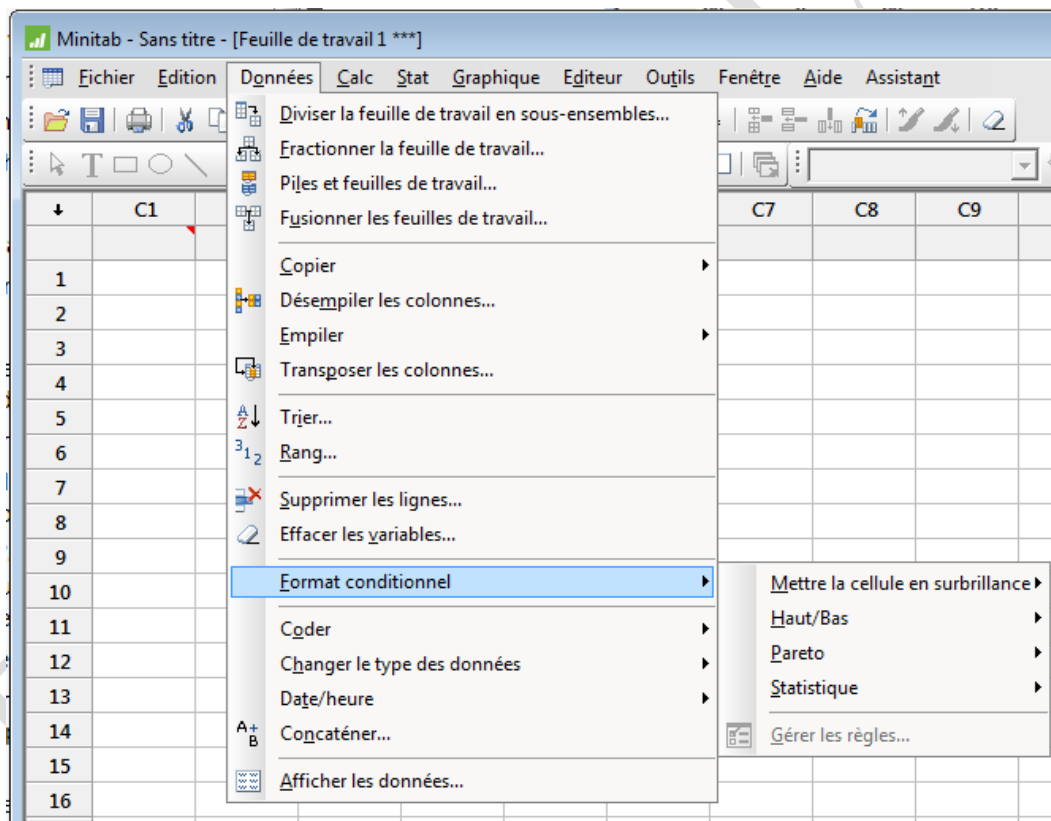 Minitab - Sans titre - [Feuille de travail 1 ***]
Fichier Edition Données Calc Stat Graphique Editeur Outils Fenêtre Aide Assistant
Diviser la feuille de travail en sous-ensembles...
Fractionner la feuille de travail...
Piles et feuilles de travail...
Fusionner les feuilles de travail...
Copier
Désempiler les colonnes...
Empiler
Transposer les colonnes...
Trier...
Rang...
Supprimer les lignes...
Effacer les variables...
Format conditionnel
Coder
Changer le type des données
Date/heure
Concaténer...
Afficher les données...
Mettre la cellule en surbrillance
Haut/Bas
Pareto
Statistique
Gérer les règles...
C1 C7 C8 C9
1
2
3
4
5
6
7
8
9
10
11
12
13
14
15
16